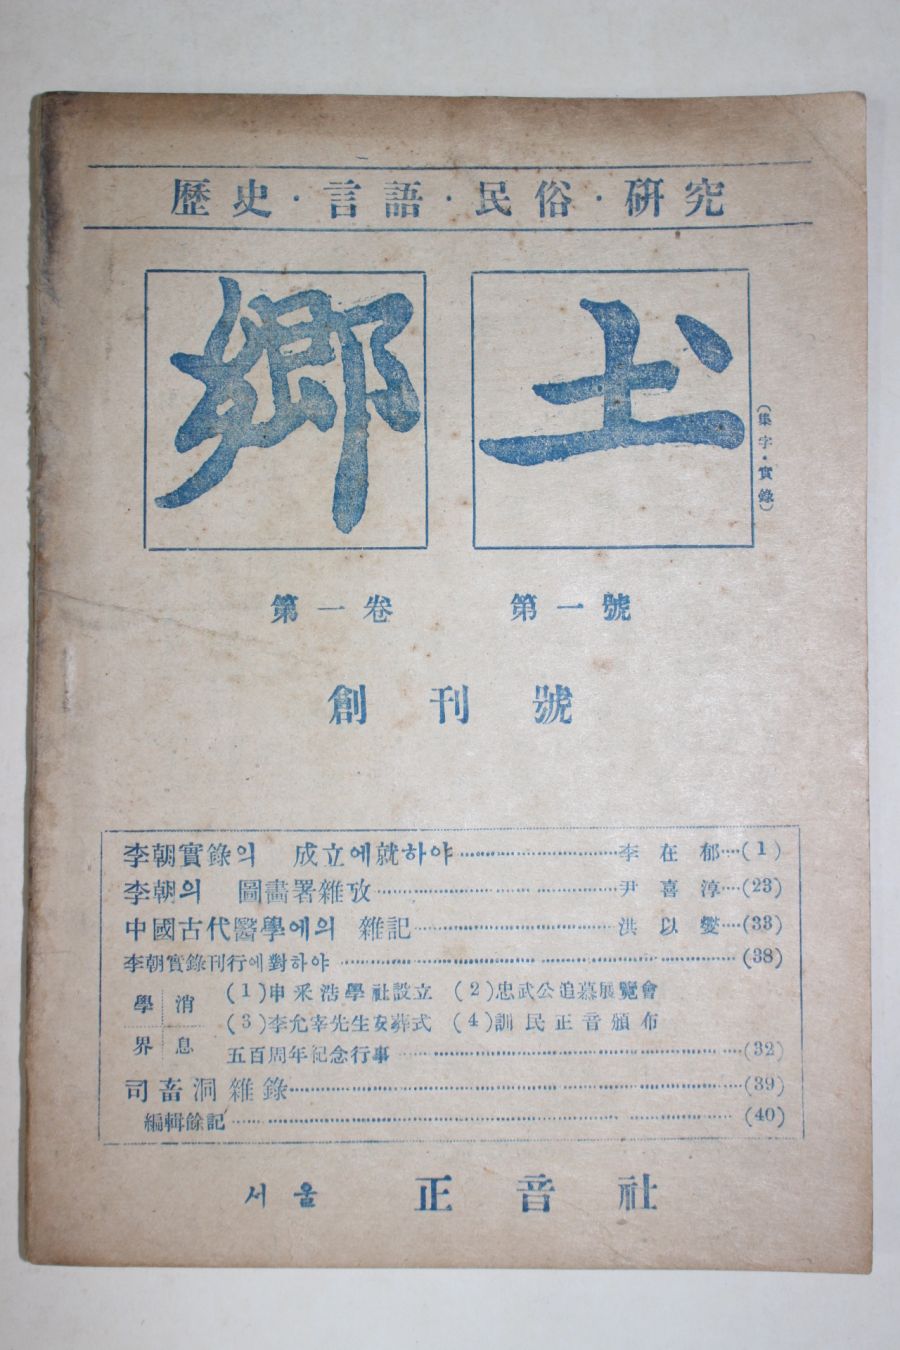 歷史·言語·民俗·硏究
鄕土
(集字·實錄)
第一卷 第一號
創刊號
李朝實錄의 成立에就하야……李在郁…(1)
李朝의 圖畵署雜攷……尹喜淳…(23)
中國古代醫學에의 雜記……洪以燮…(33)
李朝實錄刊行에對하야……(38)
學界消息
(1)申采浩學社設立 (2)忠武公追慕展覽會
(3)李允宰先生安葬式 (4)訓民正音頒布
五百周年紀念行事……(32)
司畜洞雜錄……(39)
編輯餘記……(40)
서울 正音社